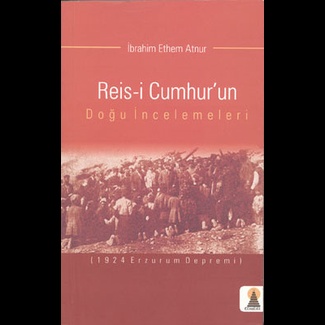 İbrahim Ethem Atnur
Reis-i Cumhur'un
Doğu İncelemeleri
(1924 Erzurum Depremi)